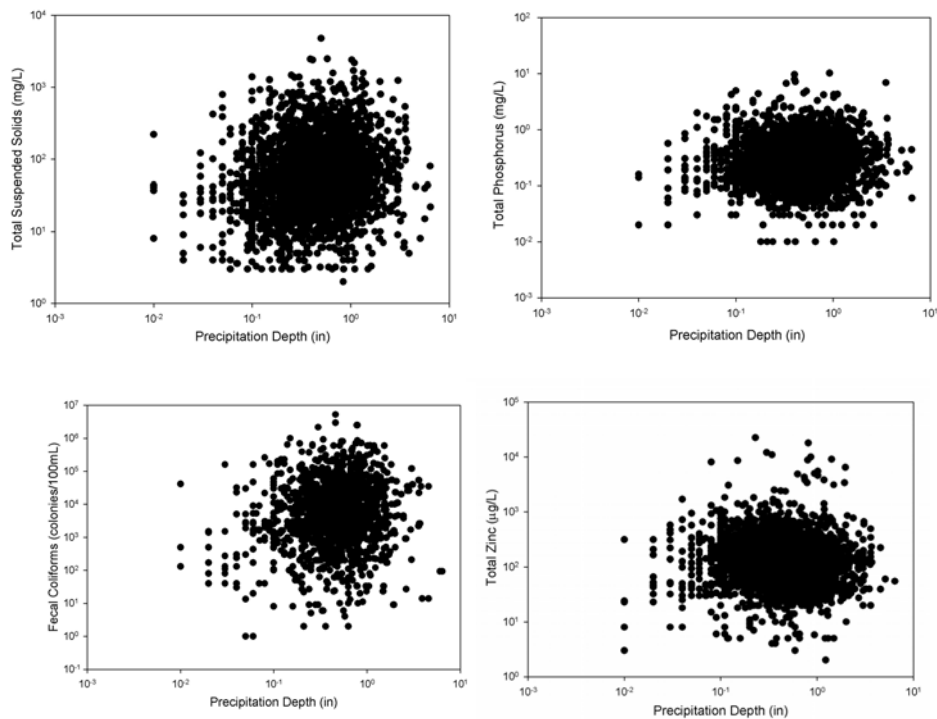 10⁴
10³
10²
10¹
10⁰
Total Suspended Solids (mg/L)
10⁻³ 10⁻² 10⁻¹ 10⁰ 10¹
Precipitation Depth (in)
10²
10¹
10⁰
10⁻¹
10⁻²
10⁻³
Total Phosphorus (mg/L)
10⁻³ 10⁻² 10⁻¹ 10⁰ 10¹
Precipitation Depth (in)
10⁷
10⁶
10⁵
10⁴
10³
10²
10¹
10⁰
10⁻¹
Fecal Coliforms (colonies/100mL)
10⁻³ 10⁻² 10⁻¹ 10⁰ 10¹
Precipitation Depth (in)
10⁵
10⁴
10³
10²
10¹
10⁰
Total Zinc (μg/L)
10⁻³ 10⁻² 10⁻¹ 10⁰ 10¹
Precipitation Depth (in)